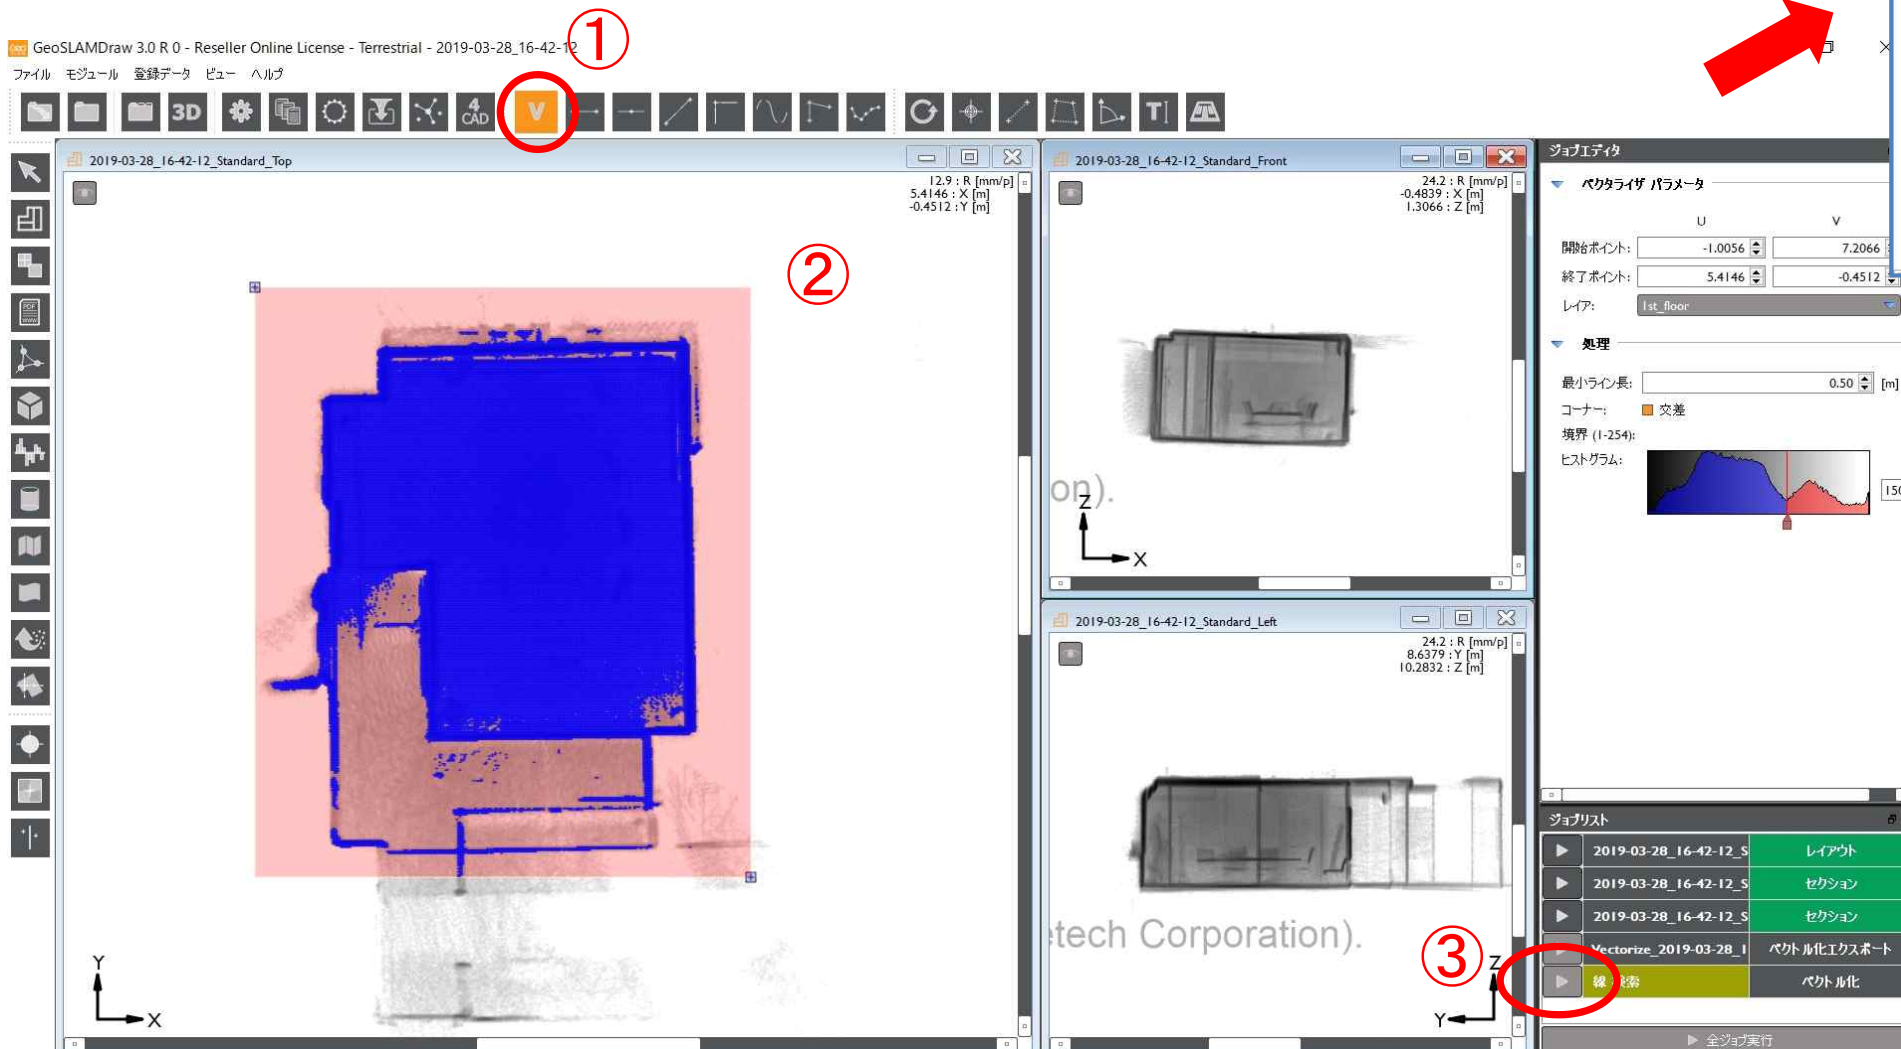 ①
GeoSLAMDraw 3.0 R 0 - Reseller Online License - Terrestrial - 2019-03-28_16-42-12
ファイル モジュール 登録データ ビュー ヘルプ
3D
4 CAD
V
T
2019-03-28_16-42-12_Standard_Top
12.9 : R [mm/p]
5.4146 : X [m]
-0.4512 : Y [m]
②
Y
X
2019-03-28_16-42-12_Standard_Front
24.2 : R [mm/p]
-0.4839 : X [m]
1.3066 : Z [m]
on).
Z
X
2019-03-28_16-42-12_Standard_Left
24.2 : R [mm/p]
8.6379 : Y [m]
10.2832 : Z [m]
tech Corporation).
③
Z
Y
ジョブエディタ
ベクタライザ パラメータ
U V
開始ポイント: -1.0056 7.2066
終了ポイント: 5.4146 -0.4512
レイア: 1st_floor
処理
最小ライン長: 0.50 [m]
コーナー: 交差
境界 (1-254):
ヒストグラム:
150
ジョブリスト
2019-03-28_16-42-12_S レイアウト
2019-03-28_16-42-12_S セクション
2019-03-28_16-42-12_S セクション
Vectorize_2019-03-28_1 ベクトル化エクスポート
線 検索 ベクトル化
全ジョブ実行